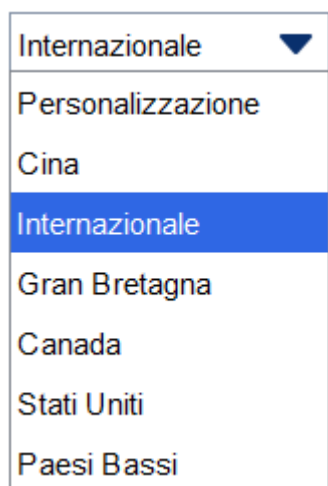 Internazionale
Personalizzazione
Cina
Internazionale
Gran Bretagna
Canada
Stati Uniti
Paesi Bassi